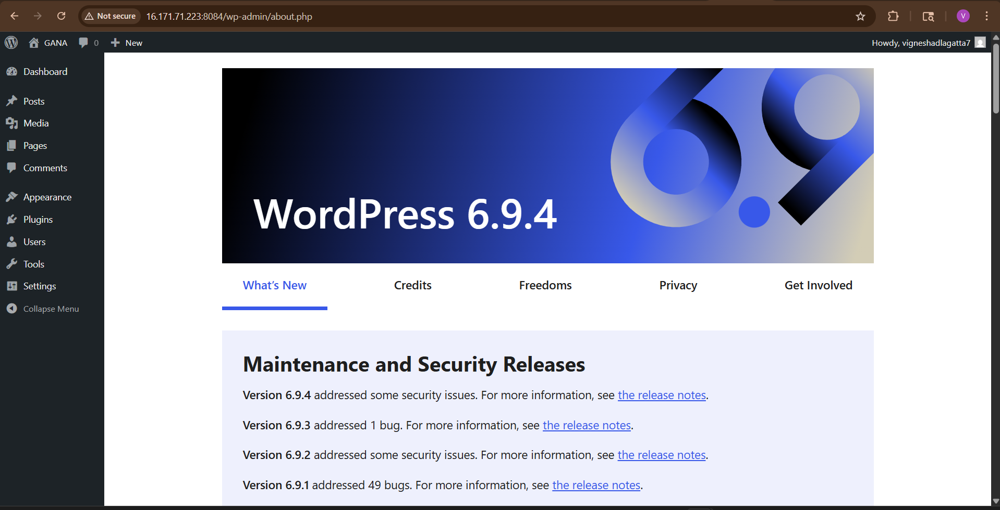 Not secure 16.171.71.223:8084/wp-admin/about.php V
GANA 0 New Howdy, vigneshadlagatta7
Dashboard
Posts
Media
Pages
Comments
Appearance
Plugins
Users
Tools
Settings
Collapse Menu
6.9
WordPress 6.9.4
What’s New Credits Freedoms Privacy Get Involved
Maintenance and Security Releases
Version 6.9.4 addressed some security issues. For more information, see the release notes.
Version 6.9.3 addressed 1 bug. For more information, see the release notes.
Version 6.9.2 addressed some security issues. For more information, see the release notes.
Version 6.9.1 addressed 49 bugs. For more information, see the release notes.